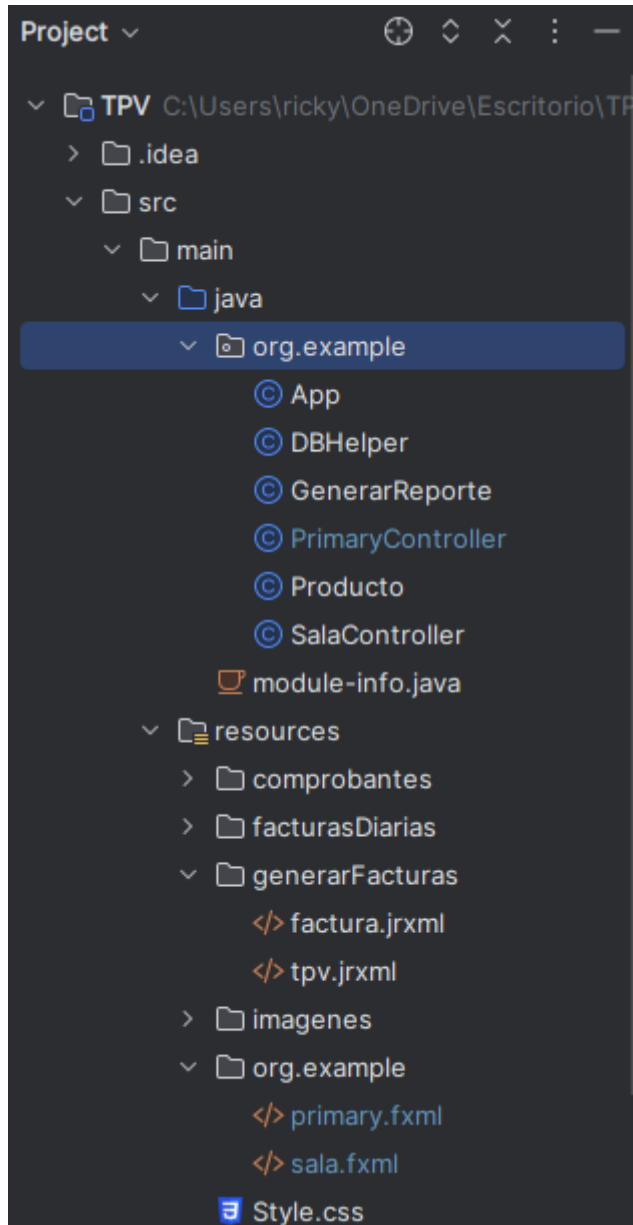 Project
TPV C:\Users\ricky\OneDrive\Escritorio\TP
.idea
src
main
java
org.example
App
DBHelper
GenerarReporte
PrimaryController
Producto
SalaController
module-info.java
resources
comprobantes
facturasDiarias
generarFacturas
factura.jrxml
tpv.jrxml
imagenes
org.example
primary.fxml
sala.fxml
Style.css